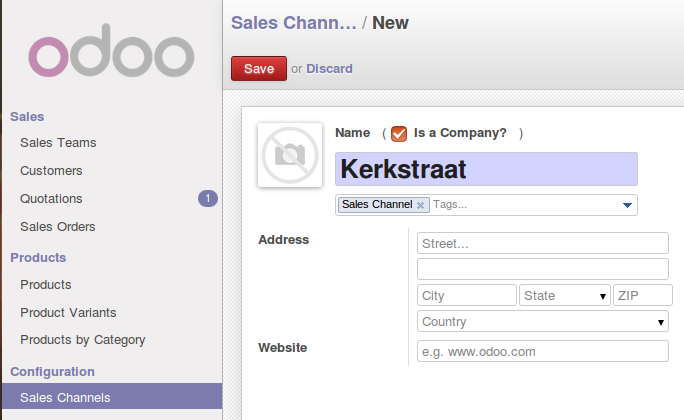 odoo
Sales
Sales Teams
Customers
Quotations 1
Sales Orders
Products
Products
Product Variants
Products by Category
Configuration
Sales Channels
Sales Chann... / New
Save or Discard
Name ( Is a Company? )
Kerkstraat
Sales Channel x Tags...
Address
Street...
City State ZIP
Country
Website e.g. www.odoo.com